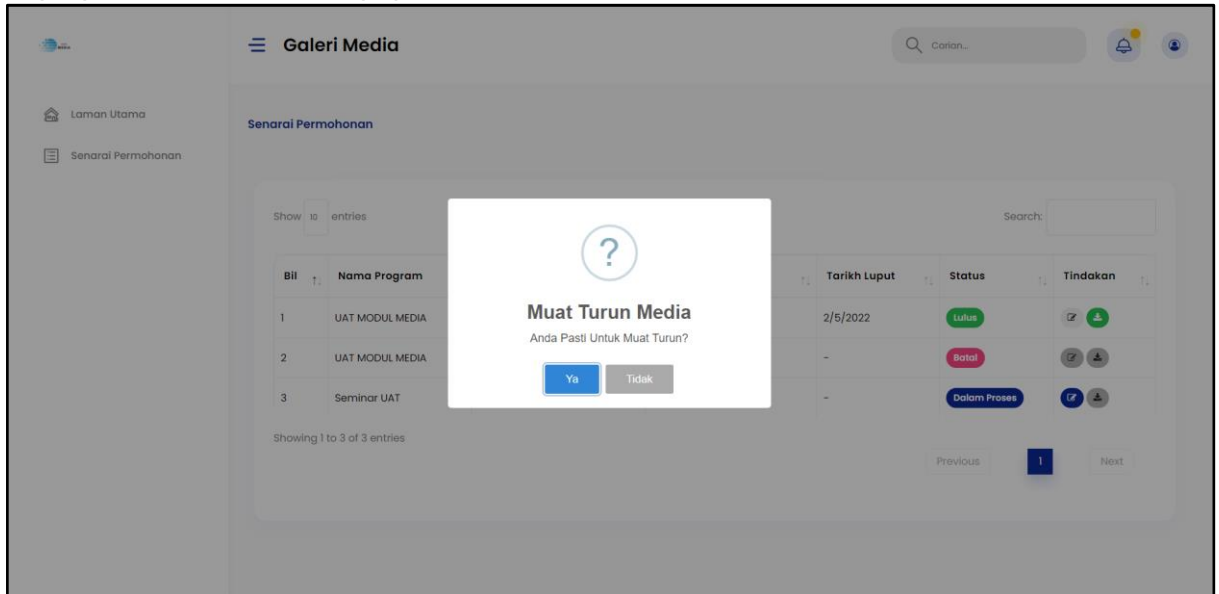 Galeri Media
Carian...
Laman Utama
Senarai Permohonan
Senarai Permohonan
Show 10 entries
Search:
Bil Nama Program Tarikh Luput Status Tindakan
1 UAT MODUL MEDIA 2/5/2022 Lulus
2 UAT MODUL MEDIA - Batal
3 Seminar UAT - Dalam Proses
?
Muat Turun Media
Anda Pasti Untuk Muat Turun?
Ya Tidak
Showing 1 to 3 of 3 entries
Previous 1 Next